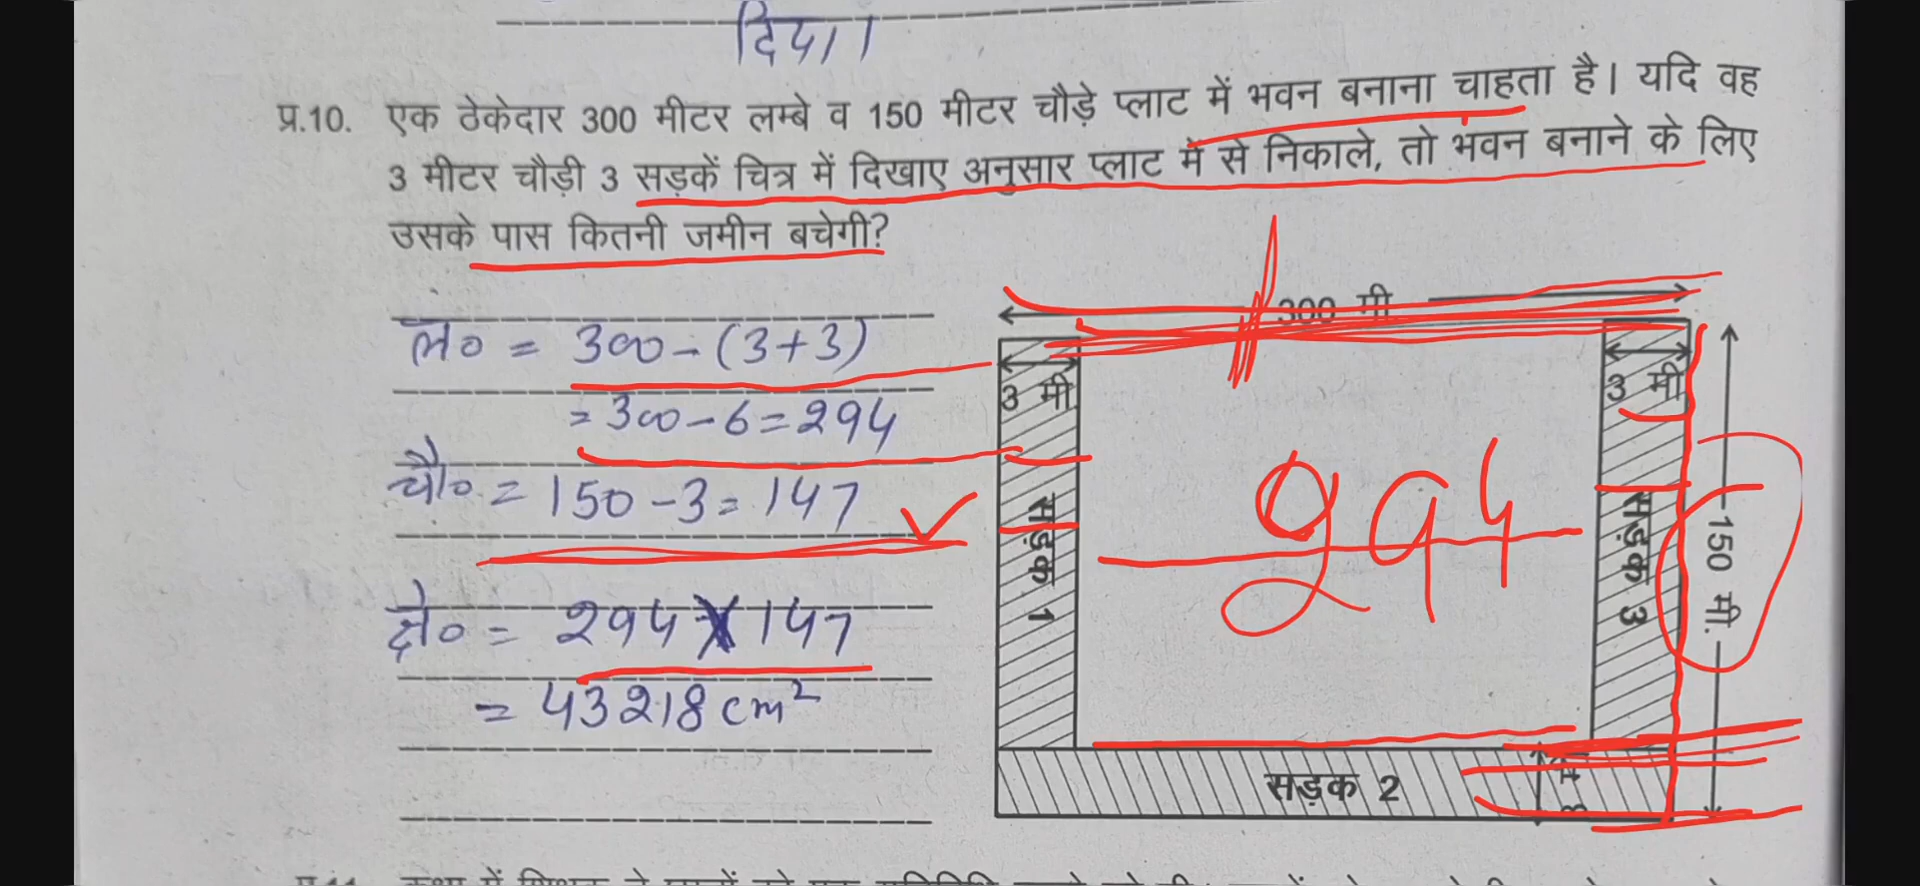 दिया।
प्र.10. एक ठेकेदार 300 मीटर लम्बे व 150 मीटर चौड़े प्लाट में भवन बनाना चाहता है। यदि वह
3 मीटर चौड़ी 3 सड़कें चित्र में दिखाए अनुसार प्लाट में से निकाले, तो भवन बनाने के लिए
उसके पास कितनी जमीन बचेगी?
300 मी
ल० = 300 - (3+3)
= 300 - 6 = 294
चौ० = 150 - 3 = 147
क्षे० = 294 X 147
= 43218 cm²
3 मी
सड़क 1
294
3 मी
सड़क 3
150 मी.
सड़क 2